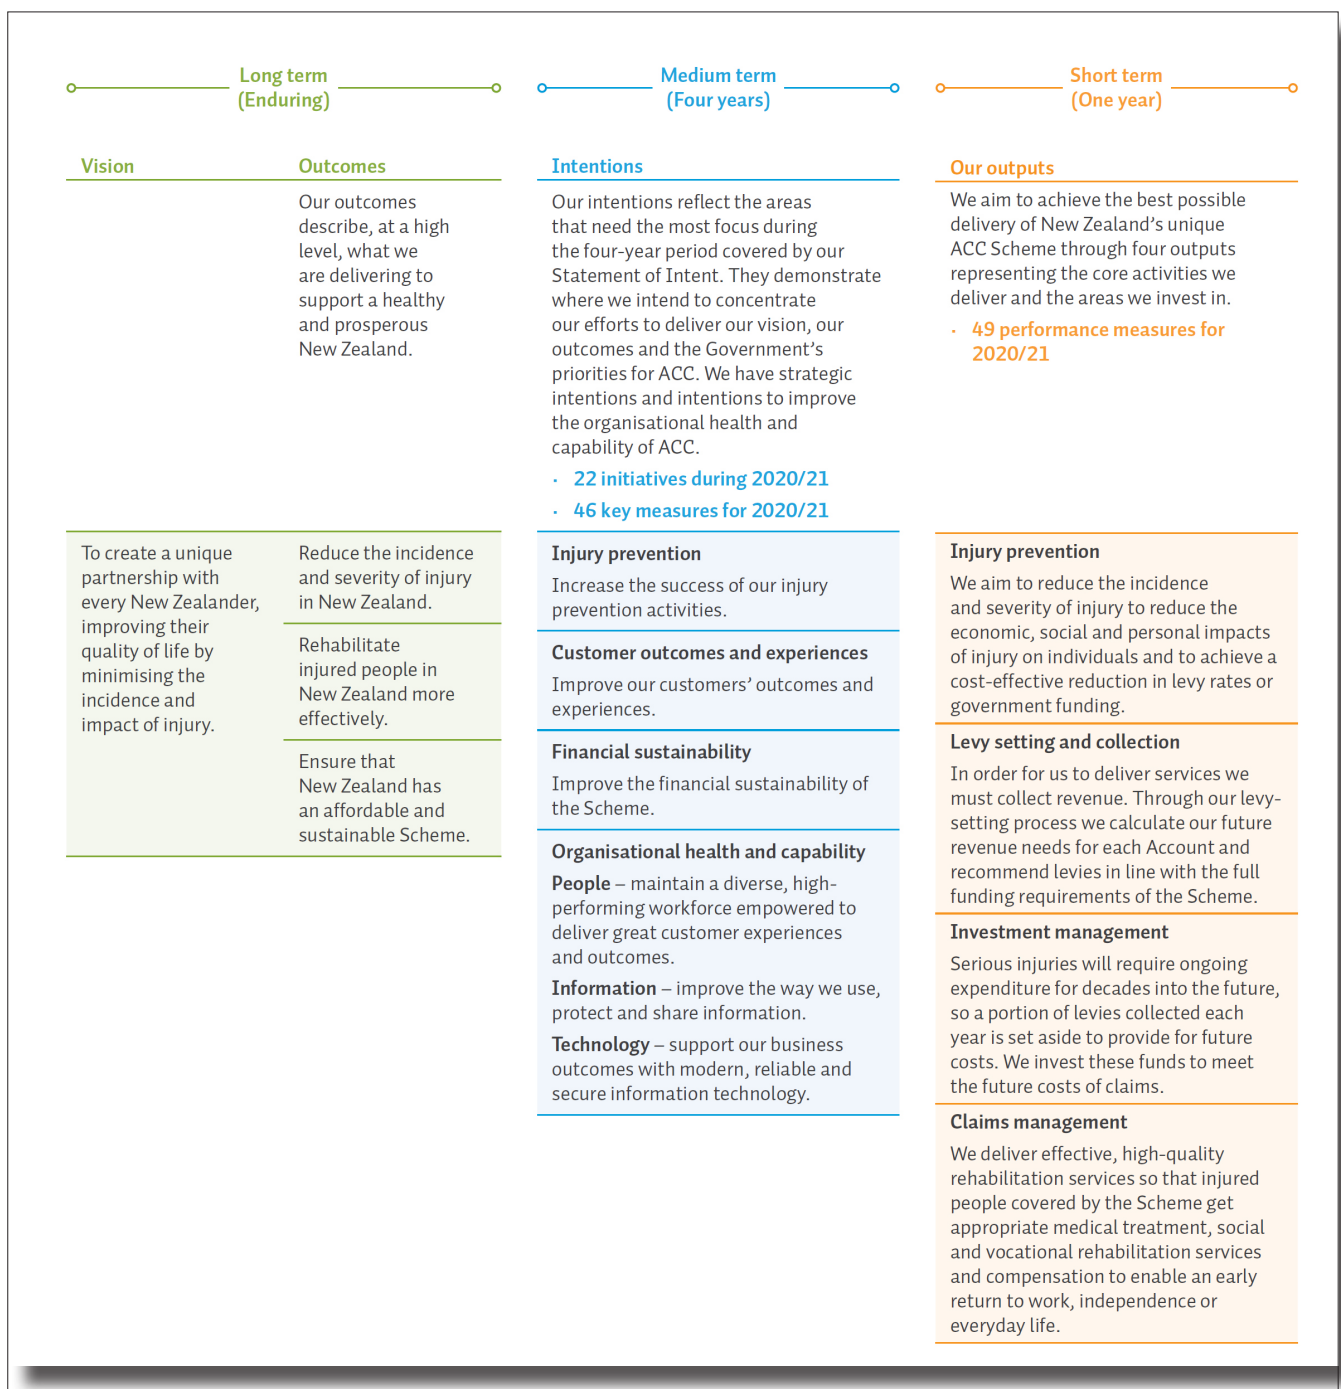 Long term
(Enduring)
Medium term
(Four years)
Short term
(One year)
Vision
Outcomes
Our outcomes
describe, at a high
level, what we
are delivering to
support a healthy
and prosperous
New Zealand.
To create a unique
partnership with
every New Zealander,
improving their
quality of life by
minimising the
incidence and
impact of injury.
Reduce the incidence
and severity of injury
in New Zealand.
Rehabilitate
injured people in
New Zealand more
effectively.
Ensure that
New Zealand has
an affordable and
sustainable Scheme.
Intentions
Our intentions reflect the areas
that need the most focus during
the four-year period covered by our
Statement of Intent. They demonstrate
where we intend to concentrate
our efforts to deliver our vision, our
outcomes and the Government’s
priorities for ACC. We have strategic
intentions and intentions to improve
the organisational health and
capability of ACC.
· 22 initiatives during 2020/21
· 46 key measures for 2020/21
Injury prevention
Increase the success of our injury
prevention activities.
Customer outcomes and experiences
Improve our customers’ outcomes and
experiences.
Financial sustainability
Improve the financial sustainability of
the Scheme.
Organisational health and capability
People – maintain a diverse, high-
performing workforce empowered to
deliver great customer experiences
and outcomes.
Information – improve the way we use,
protect and share information.
Technology – support our business
outcomes with modern, reliable and
secure information technology.
Our outputs
We aim to achieve the best possible
delivery of New Zealand’s unique
ACC Scheme through four outputs
representing the core activities we
deliver and the areas we invest in.
· 49 performance measures for
2020/21
Injury prevention
We aim to reduce the incidence
and severity of injury to reduce the
economic, social and personal impacts
of injury on individuals and to achieve a
cost-effective reduction in levy rates or
government funding.
Levy setting and collection
In order for us to deliver services we
must collect revenue. Through our levy-
setting process we calculate our future
revenue needs for each Account and
recommend levies in line with the full
funding requirements of the Scheme.
Investment management
Serious injuries will require ongoing
expenditure for decades into the future,
so a portion of levies collected each
year is set aside to provide for future
costs. We invest these funds to meet
the future costs of claims.
Claims management
We deliver effective, high-quality
rehabilitation services so that injured
people covered by the Scheme get
appropriate medical treatment, social
and vocational rehabilitation services
and compensation to enable an early
return to work, independence or
everyday life.